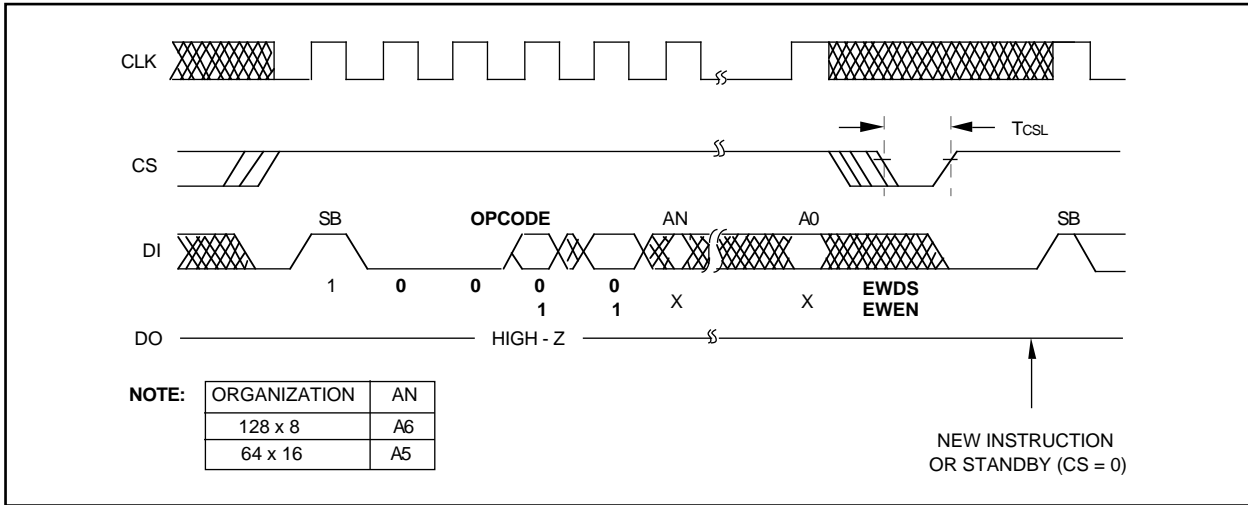 CLK
TCSL
CS
SB OPCODE AN A0 SB
DI
1 0 0 0 0 X X EWDS
1 1 EWEN
DO HIGH - Z
NOTE: ORGANIZATION AN
128 x 8 A6
64 x 16 A5
NEW INSTRUCTION
OR STANDBY (CS = 0)